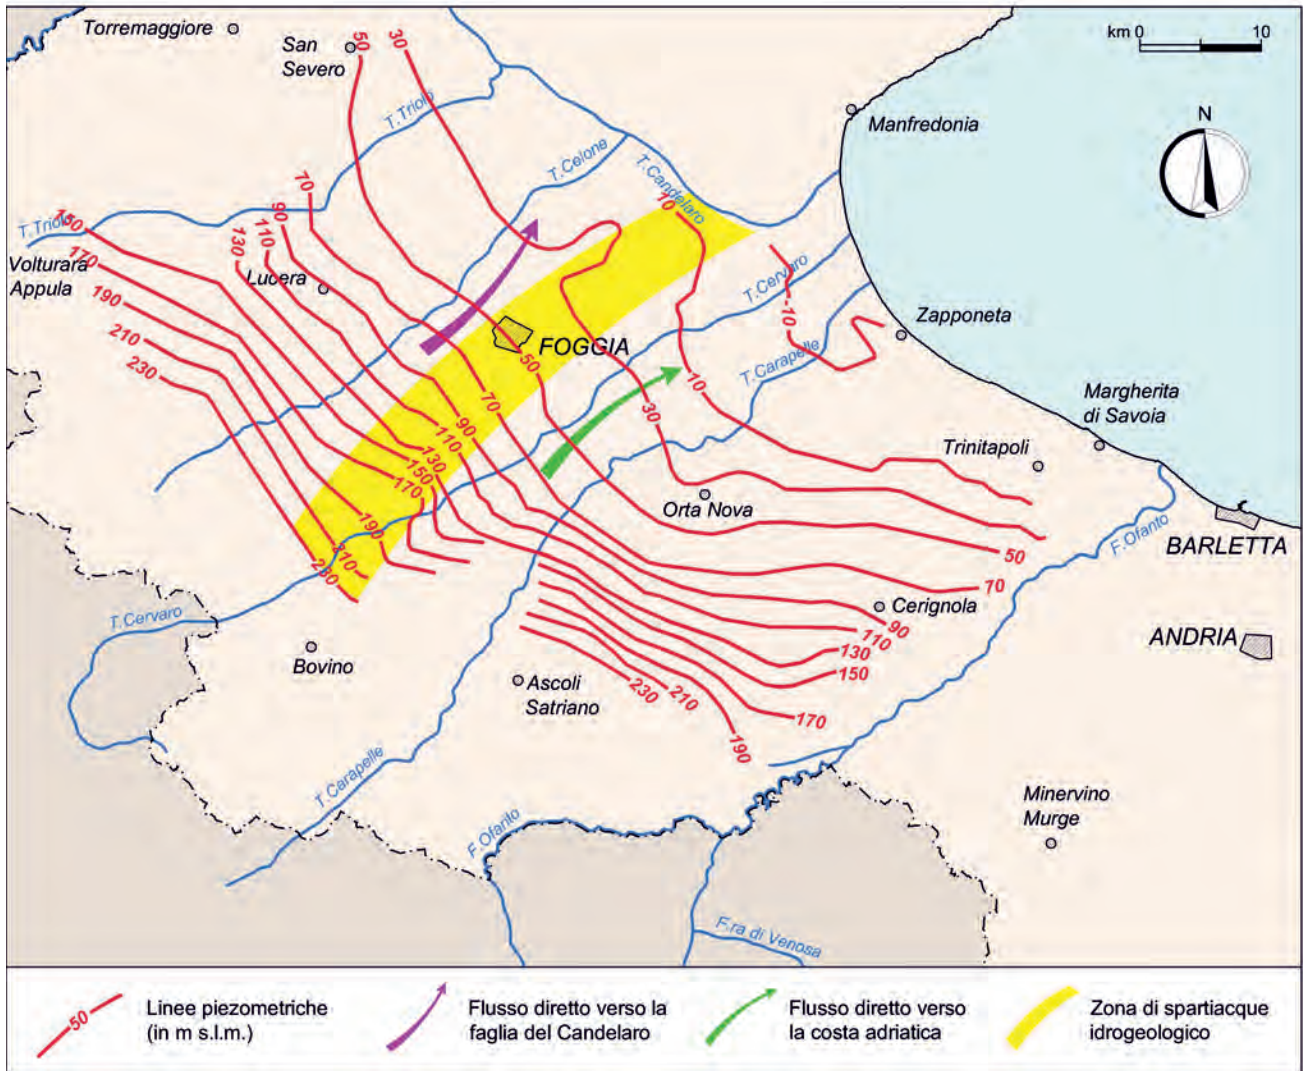 Torremaggiore
San
Severo
50
30
km 0 10
T.Triolo
Manfredonia
N
T.Celone
T.Candelaro
70
90
110
130
150
170
190
210
230
T.Triolo
Volturara
Appula
Lucera
10
T.Cervaro
-10
Zapponeta
FOGGIA
50
T.Carapelle
10
70
30
Margherita
di Savoia
90
110
130
150
170
Trinitapoli
Orta Nova
190
210
230
F.Ofanto
BARLETTA
50
70
T.Cervaro
Cerignola
90
110
130
150
170
190
210
230
ANDRIA
Bovino
Ascoli
Satriano
T.Carapelle
Minervino
Murge
F.Ofanto
F.ra di Venosa
50
Linee piezometriche
(in m s.l.m.)
Flusso diretto verso la
faglia del Candelaro
Flusso diretto verso
la costa adriatica
Zona di spartiacque
idrogeologico